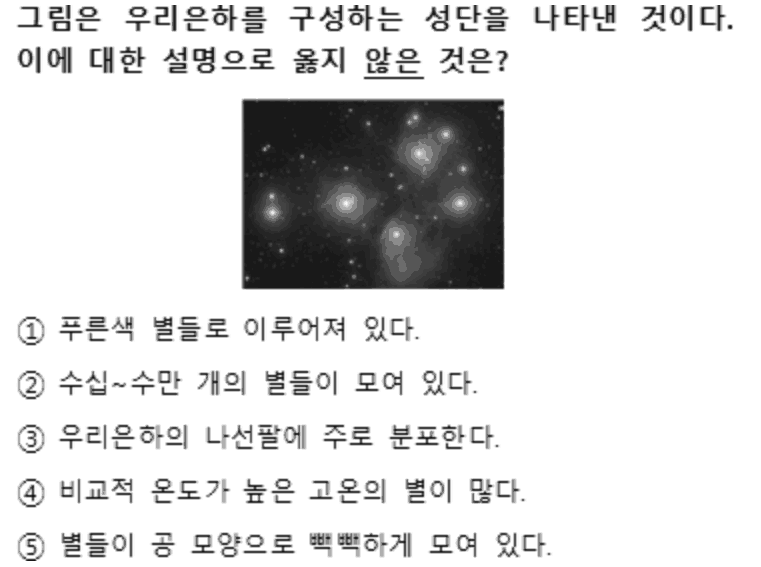 그림은 우리은하를 구성하는 성단을 나타낸 것이다.
이에 대한 설명으로 옳지 않은 것은?
① 푸른색 별들로 이루어져 있다.
② 수십~수만 개의 별들이 모여 있다.
③ 우리은하의 나선팔에 주로 분포한다.
④ 비교적 온도가 높은 고온의 별이 많다.
⑤ 별들이 공 모양으로 빽빽하게 모여 있다.